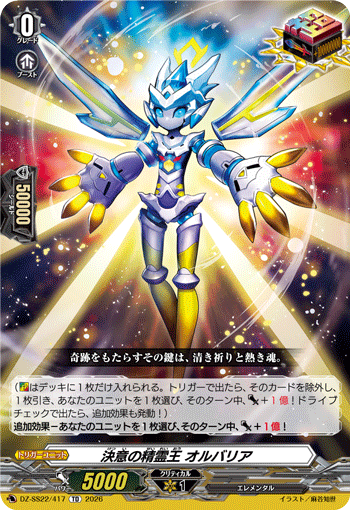 0
グレード
ブースト
シールド
50000
奇跡をもたらすその鍵は、清き祈りと熱き魂。
(超はデッキに1枚だけ入れられる。トリガーで出たら、そのカードを除外し、
1枚引き、あなたのユニットを1枚選び、そのターン中、+1億!ドライブ
チェックで出たら、追加効果も発動!)
追加効果ーあなたのユニットを1枚選び、そのターン中、+1億!
トリガーユニット
決意の精霊王 オルバリア
パワー 5000
クリティカル
1
エレメンタル
DZ-SS22/417 TD 2026
イラスト/麻谷知世